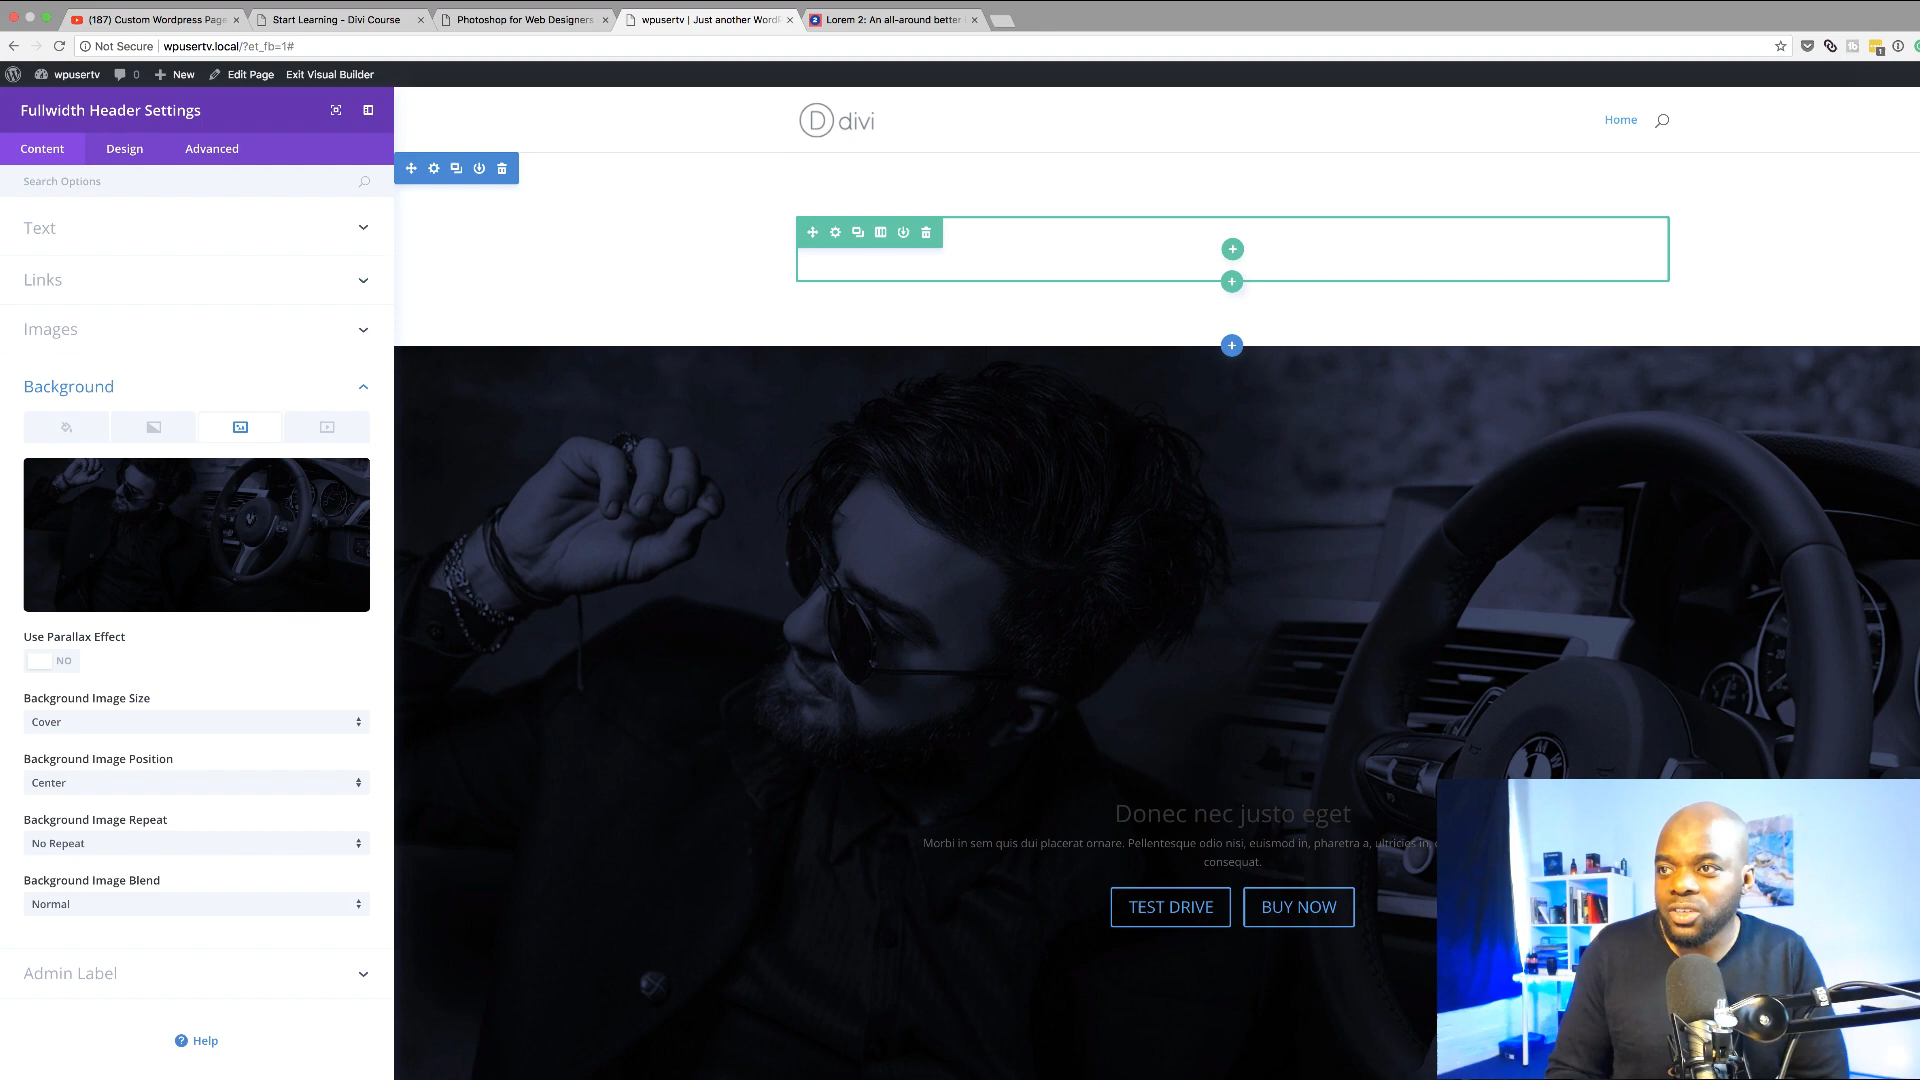 (187) Custom Wordpress Page
Start Learning - Divi Course
Photoshop for Web Designers
wpusertv | Just another WordP
Lorem 2: An all-around better
Not Secure | wpusertv.local/?et_fb=1#
wpusertv 0 New Edit Page Exit Visual Builder
Fullwidth Header Settings
Content Design Advanced
Search Options
Text
Links
Images
Background
Use Parallax Effect
NO
Background Image Size
Cover
Background Image Position
Center
Background Image Repeat
No Repeat
Background Image Blend
Normal
Admin Label
Help
D divi
Home
Donec nec justo eget
Morbi in sem quis dui placerat ornare. Pellentesque odio nisi, euismod in, pharetra a, ultricies in,
consequat.
TEST DRIVE BUY NOW